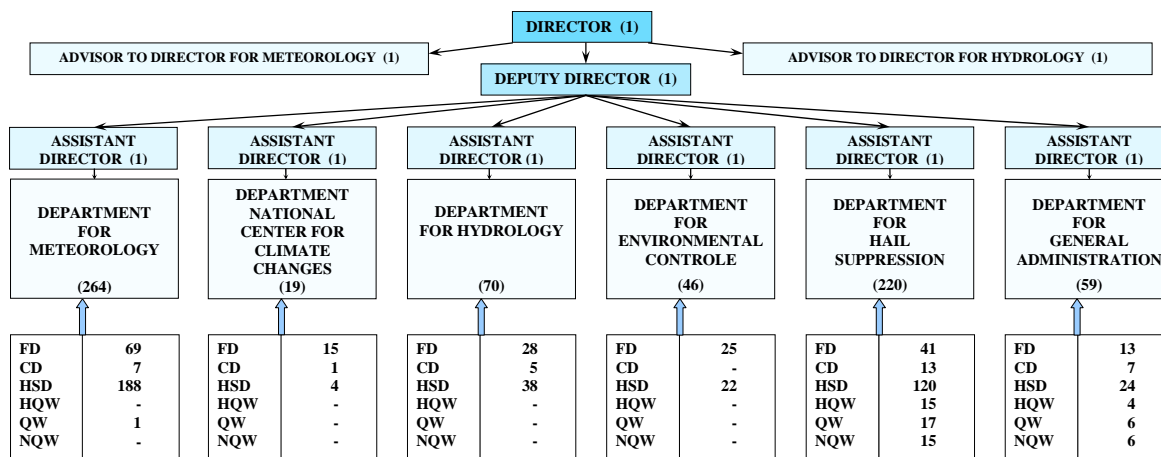 DIRECTOR (1)
ADVISOR TO DIRECTOR FOR METEOROLOGY (1)
ADVISOR TO DIRECTOR FOR HYDROLOGY (1)
DEPUTY DIRECTOR (1)
ASSISTANT
DIRECTOR (1)
ASSISTANT
DIRECTOR (1)
ASSISTANT
DIRECTOR (1)
ASSISTANT
DIRECTOR (1)
ASSISTANT
DIRECTOR (1)
ASSISTANT
DIRECTOR (1)
DEPARTMENT
FOR
METEOROLOGY
(264)
DEPARTMENT
NATIONAL
CENTER FOR
CLIMATE
CHANGES
(19)
DEPARTMENT
FOR HYDROLOGY
(70)
DEPARTMENT
FOR
ENVIRONMENTAL
CONTROLE
(46)
DEPARTMENT
FOR
HAIL
SUPPRESSION
(220)
DEPARTMENT
FOR
GENERAL
ADMINISTRATION
(59)
FD 69
CD 7
HSD 188
HQW -
QW 1
NQW -
FD 15
CD 1
HSD 4
HQW -
QW -
NQW -
FD 28
CD 5
HSD 38
HQW -
QW -
NQW -
FD 25
CD -
HSD 22
HQW -
QW -
NQW -
FD 41
CD 13
HSD 120
HQW 15
QW 17
NQW 15
FD 13
CD 7
HSD 24
HQW 4
QW 6
NQW 6